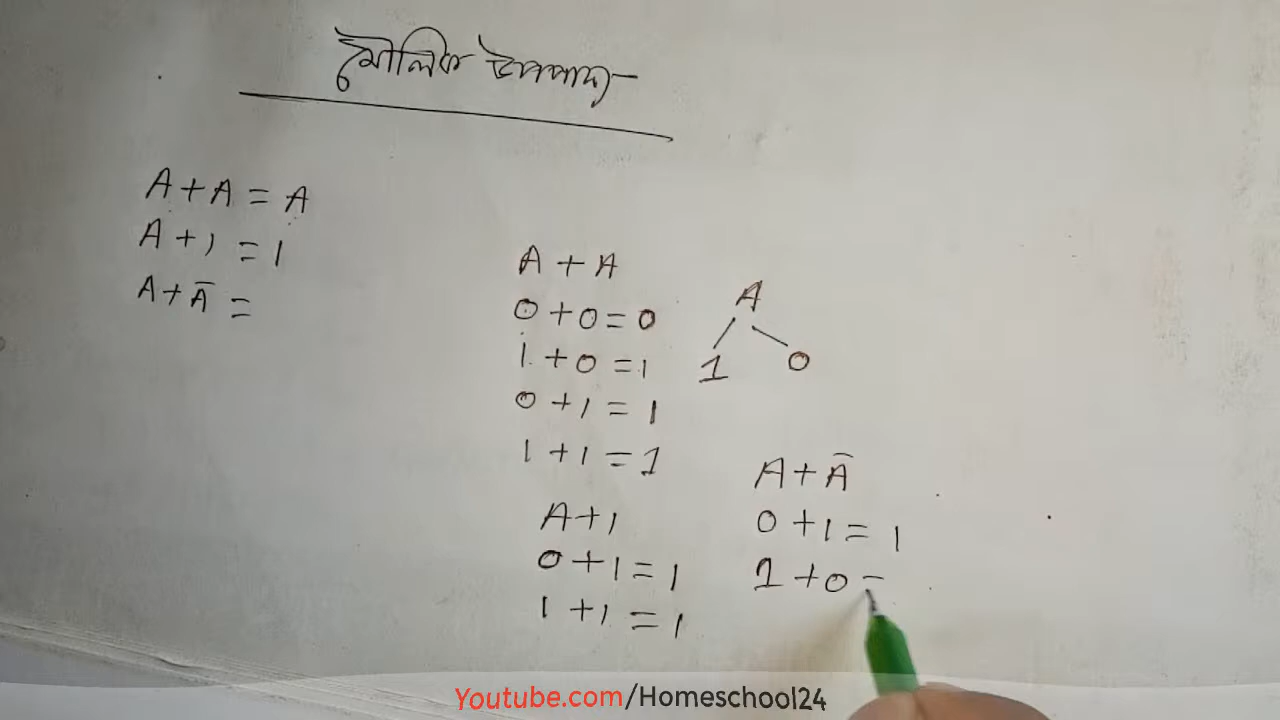 মৌলিক উপপাদ্য-
A + A = A
A + 1 = 1
A + Ā =
A + A
0 + 0 = 0
1 + 0 = 1
0 + 1 = 1
1 + 1 = 1
A
1 0
A + 1
0 + 1 = 1
1 + 1 = 1
A + Ā
0 + 1 = 1
1 + 0 =
Youtube.com/Homeschool24